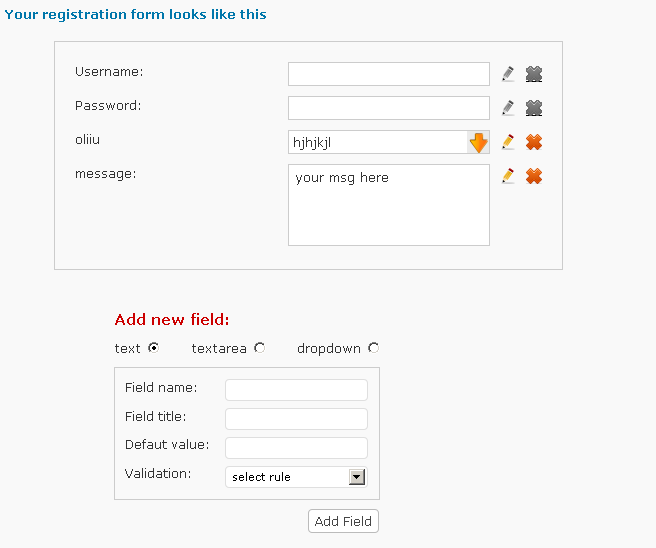 Your registration form looks like this
Username:
Password:
oliiu hjhjkjl
message: your msg here
Add new field:
text textarea dropdown
Field name:
Field title:
Defaut value:
Validation: select rule
Add Field